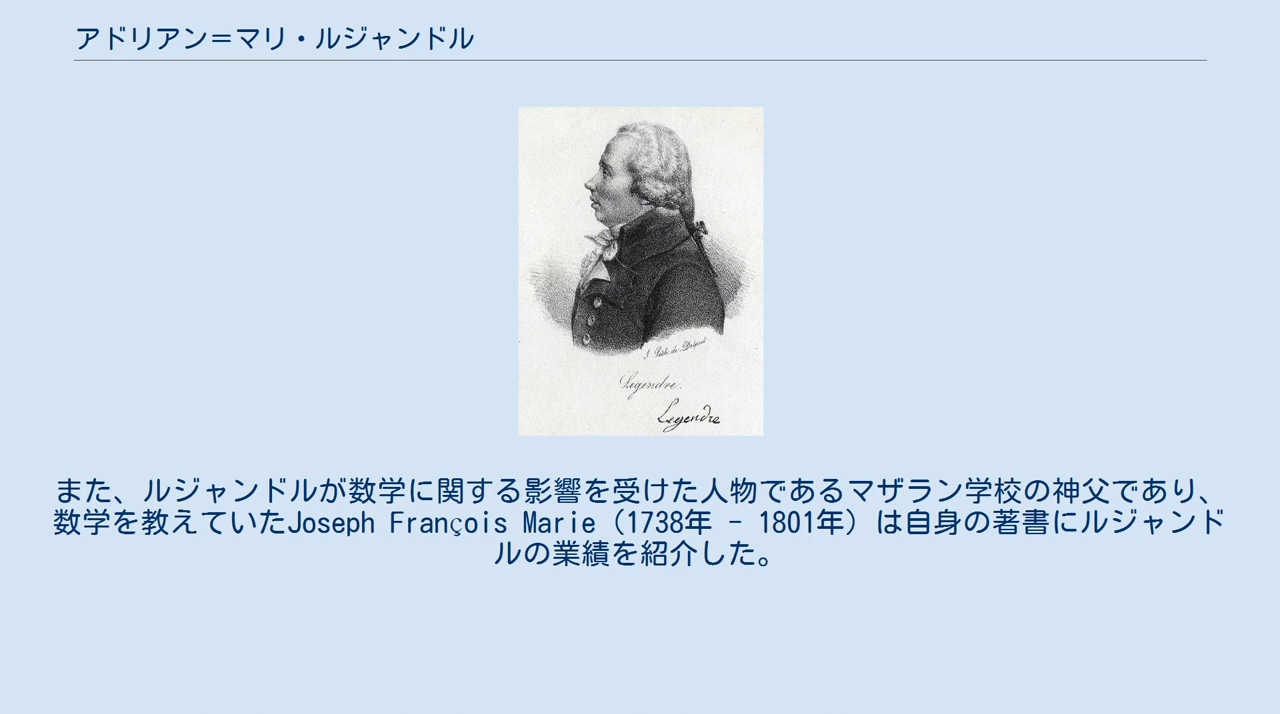 アドリアン＝マリ・ルジャンドル
J. Delpech
Legendre.
Legendre
また、ルジャンドルが数学に関する影響を受けた人物であるマザラン学校の神父であり、
数学を教えていたJoseph François Marie（1738年 - 1801年）は自身の著書にルジャンド
ルの業績を紹介した。